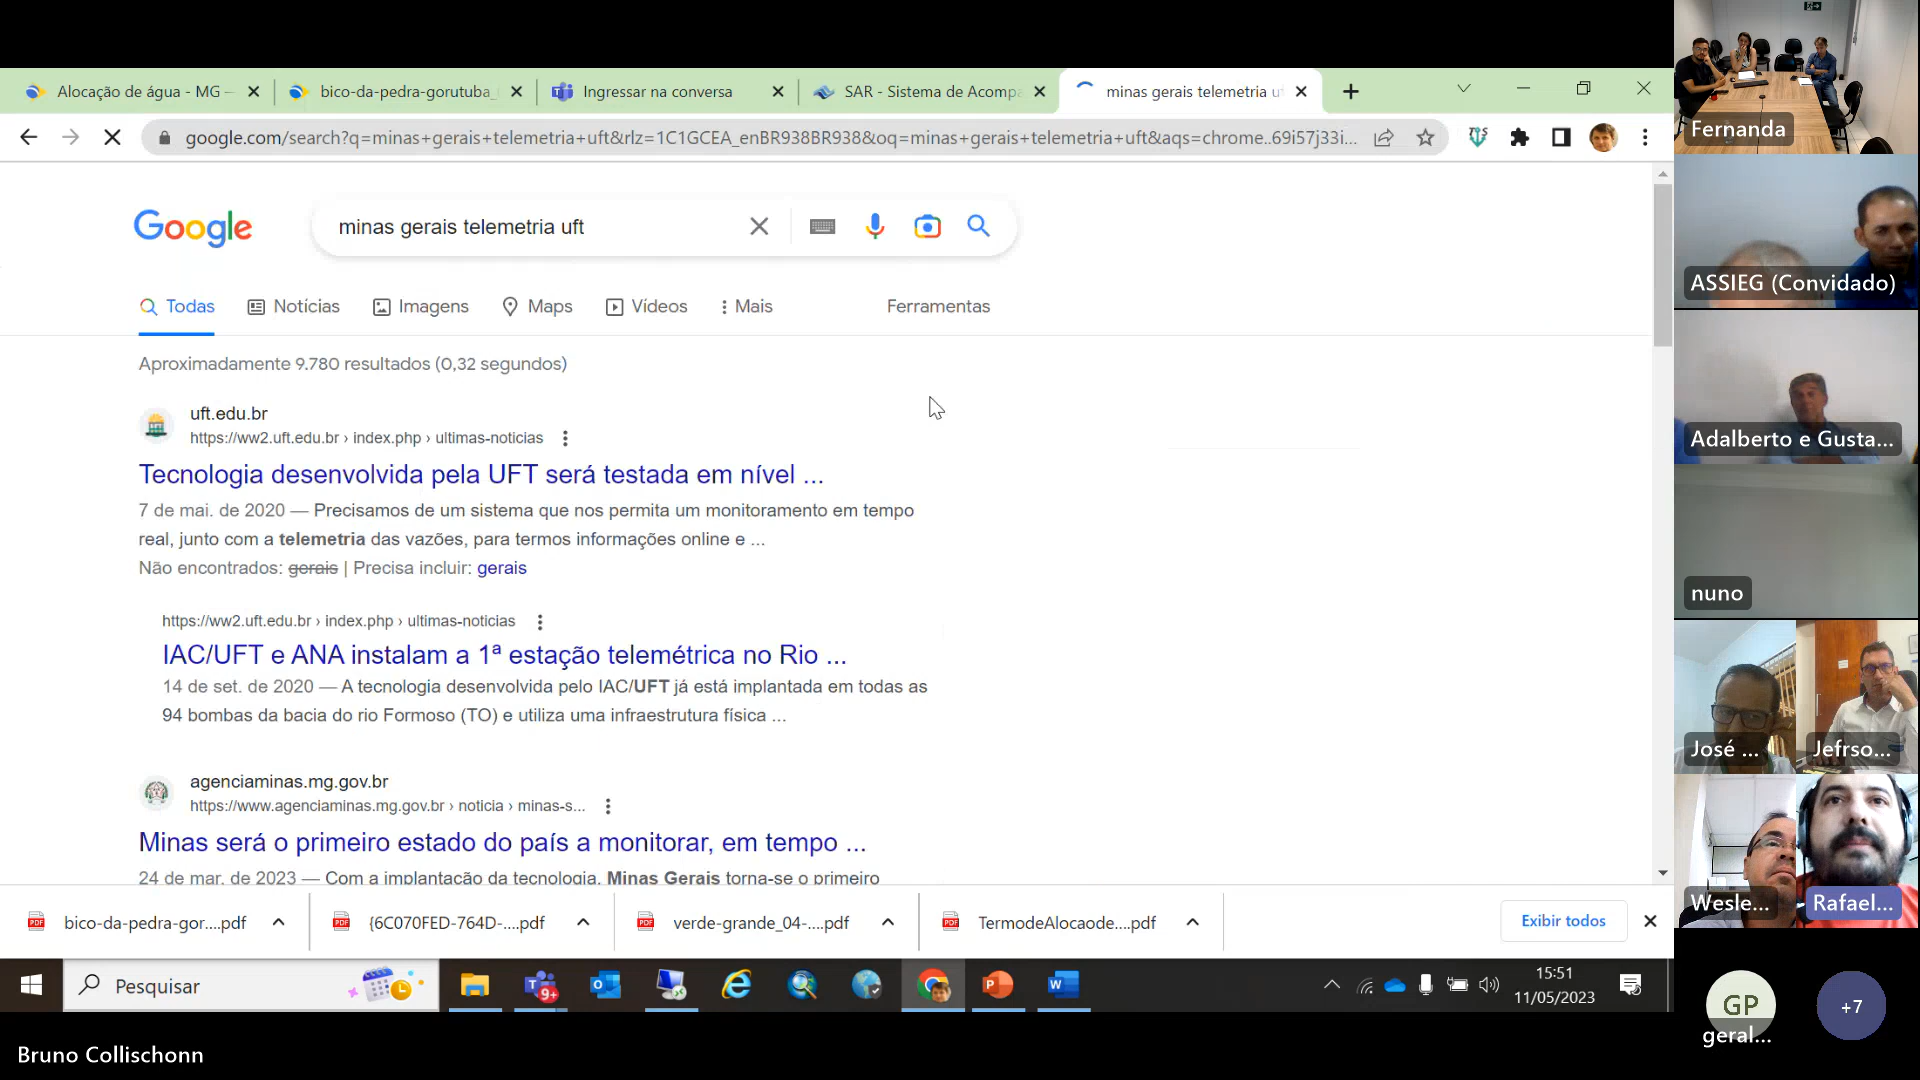 Alocação de água - MG –
bico-da-pedra-gorutuba_
Ingressar na conversa
SAR - Sistema de Acompa
minas gerais telemetria uf
google.com/search?q=minas+gerais+telemetria+uft&rlz=1C1GCEA_enBR938BR938&oq=minas+gerais+telemetria+uft&aqs=chrome..69i57j33i...
Google
minas gerais telemetria uft
Todas
Notícias
Imagens
Maps
Vídeos
Mais
Ferramentas
Aproximadamente 9.780 resultados (0,32 segundos)
uft.edu.br
https://ww2.uft.edu.br › index.php › ultimas-noticias
Tecnologia desenvolvida pela UFT será testada em nível ...
7 de mai. de 2020 — Precisamos de um sistema que nos permita um monitoramento em tempo
real, junto com a telemetria das vazões, para termos informações online e ...
Não encontrados: gerais | Precisa incluir: gerais
https://ww2.uft.edu.br › index.php › ultimas-noticias
IAC/UFT e ANA instalam a 1ª estação telemétrica no Rio ...
14 de set. de 2020 — A tecnologia desenvolvida pelo IAC/UFT já está implantada em todas as
94 bombas da bacia do rio Formoso (TO) e utiliza uma infraestrutura física ...
agenciaminas.mg.gov.br
https://www.agenciaminas.mg.gov.br › noticia › minas-s...
Minas será o primeiro estado do país a monitorar, em tempo ...
24 de mar. de 2023 — Com a implantação da tecnologia, Minas Gerais torna-se o primeiro
bico-da-pedra-gor....pdf
{6C070FED-764D-....pdf
verde-grande_04-....pdf
TermodeAlocaode....pdf
Exibir todos
Pesquisar
9+
15:51
11/05/2023
Bruno Collischonn
Fernanda
ASSIEG (Convidado)
Adalberto e Gusta...
nuno
José ...
Jefrso...
Wesle...
Rafael...
GP
geral...
+7